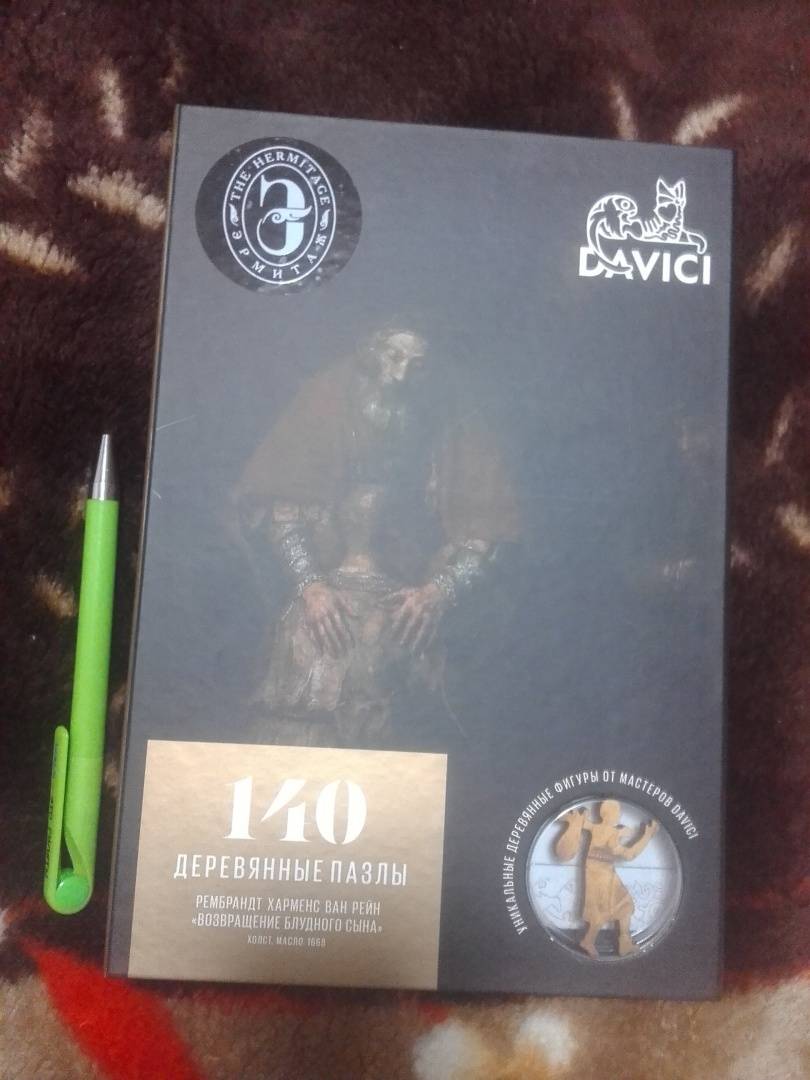 THE HERMITAGE
Э
ЭРМИТАЖ
DAVICI
УНИКАЛЬНЫЕ ДЕРЕВЯННЫЕ ФИГУРЫ ОТ МАСТЕРОВ DAVICI
140
ДЕРЕВЯННЫЕ ПАЗЛЫ
РЕМБРАНДТ ХАРМЕНС ВАН РЕЙН
«ВОЗВРАЩЕНИЕ БЛУДНОГО СЫНА»
ХОЛСТ, МАСЛО. 1668